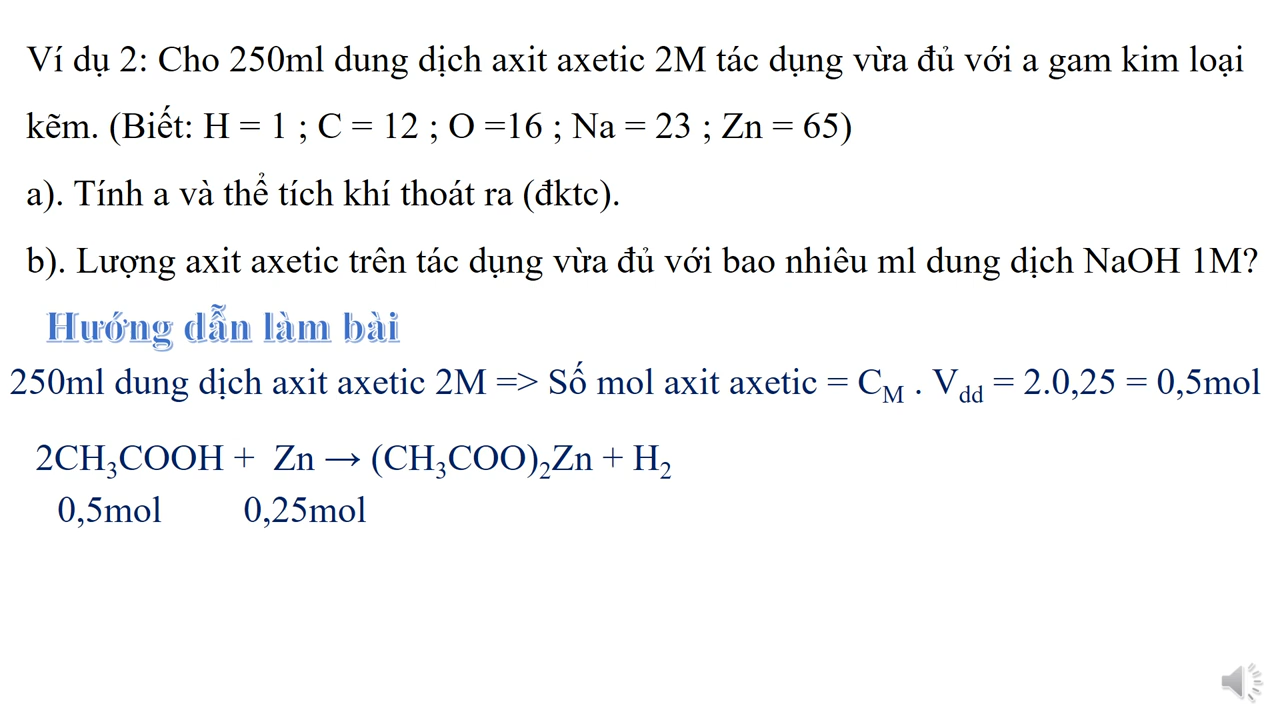 Ví dụ 2: Cho 250ml dung dịch axit axetic 2M tác dụng vừa đủ với a gam kim loại
kẽm. (Biết: H = 1 ; C = 12 ; O =16 ; Na = 23 ; Zn = 65)
a). Tính a và thể tích khí thoát ra (đktc).
b). Lượng axit axetic trên tác dụng vừa đủ với bao nhiêu ml dung dịch NaOH 1M?
Hướng dẫn làm bài
250ml dung dịch axit axetic 2M => Số mol axit axetic = C_M . V_dd = 2.0,25 = 0,5mol
2CH₃COOH + Zn → (CH₃COO)₂Zn + H₂
0,5mol 0,25mol